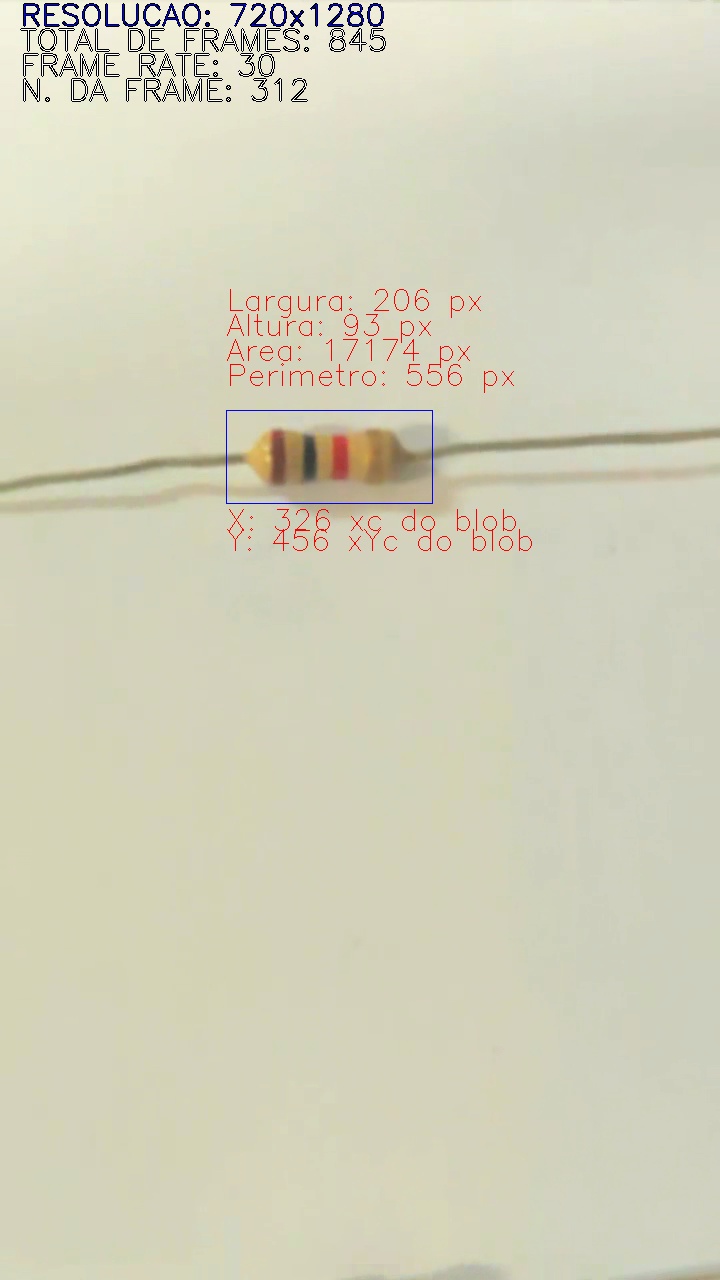 RESOLUCAO: 720x1280
TOTAL DE FRAMES: 845
FRAME RATE: 30
N. DA FRAME: 312
Largura: 206 px
Altura: 93 px
Area: 17174 px
Perimetro: 556 px
X: 326 xc do blob
Y: 456 xYc do blob